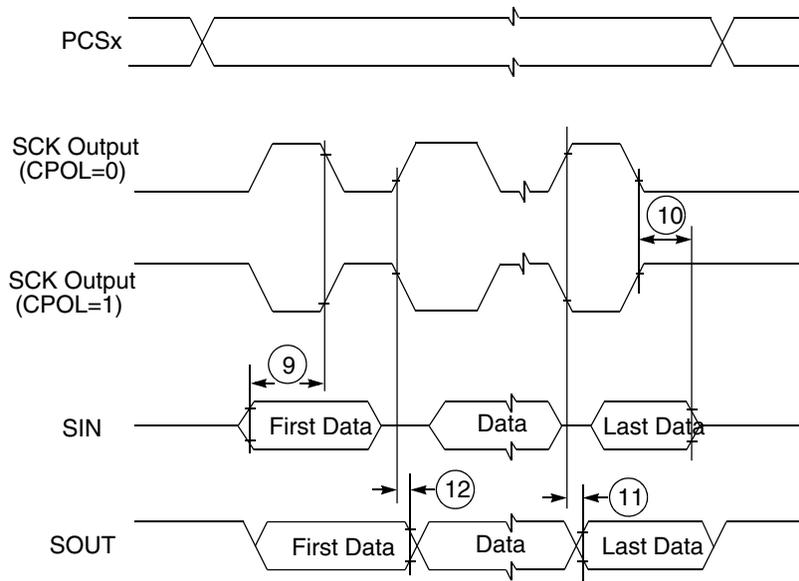 PCSx
SCK Output
(CPOL=0)
10
SCK Output
(CPOL=1)
9
SIN
First Data
Data
Last Data
12
11
SOUT
First Data
Data
Last Data